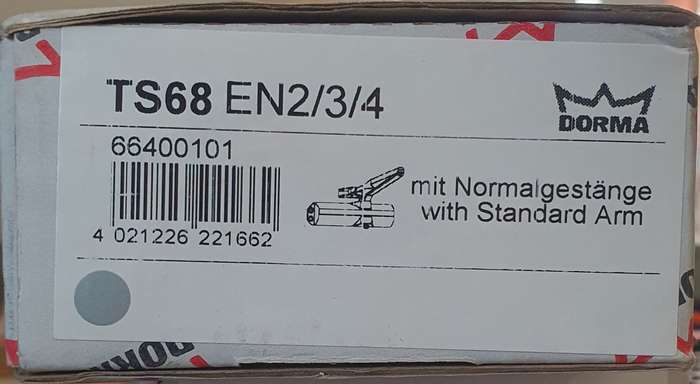 TS68 EN2/3/4
DORMA
66400101
mit Normalgestänge
with Standard Arm
4 021226 221662